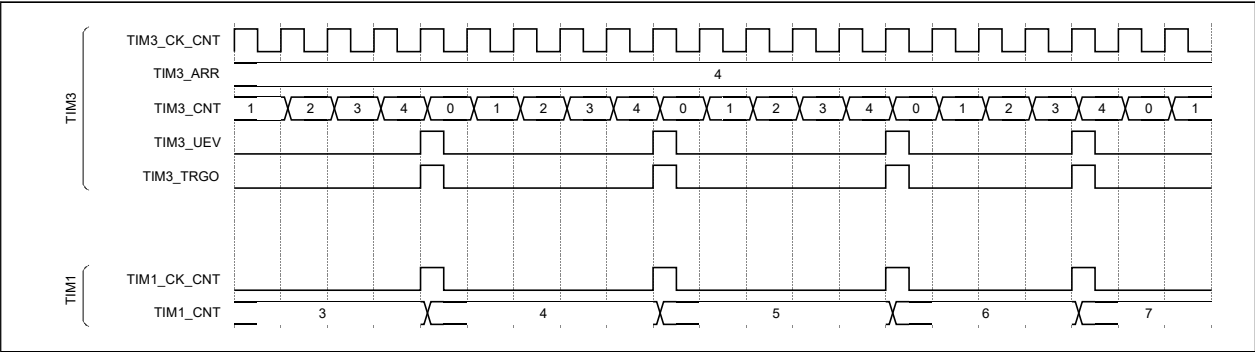 TIM3
TIM3_CK_CNT
TIM3_ARR 4
TIM3_CNT 1 2 3 4 0 1 2 3 4 0 1 2 3 4 0 1 2 3 4 0 1
TIM3_UEV
TIM3_TRGO
TIM1
TIM1_CK_CNT
TIM1_CNT 3 4 5 6 7